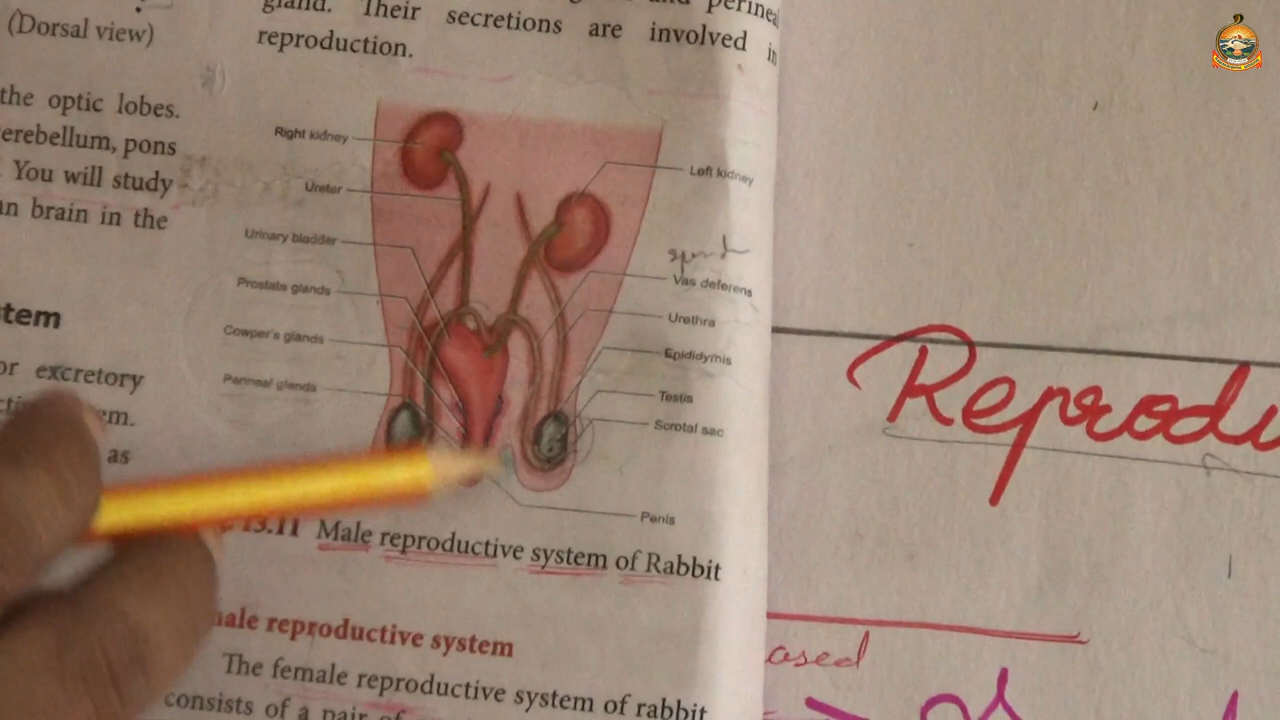 (Dorsal view)
the optic lobes.
erebellum, pons
You will study
an brain in the
tem
or excretory
em.
as
gland. Their secretions are involved in
reproduction.
Right kidney
Ureter
Urinary bladder
Prostate glands
Cowper's glands
Perineal glands
Left kidney
Vas deferens
Urethra
Epididymis
Testis
Scrotal sac
Penis
13.11 Male reproductive system of Rabbit
male reproductive system
The female reproductive system of rabbit
consists of a pair of
Reprodu
ased